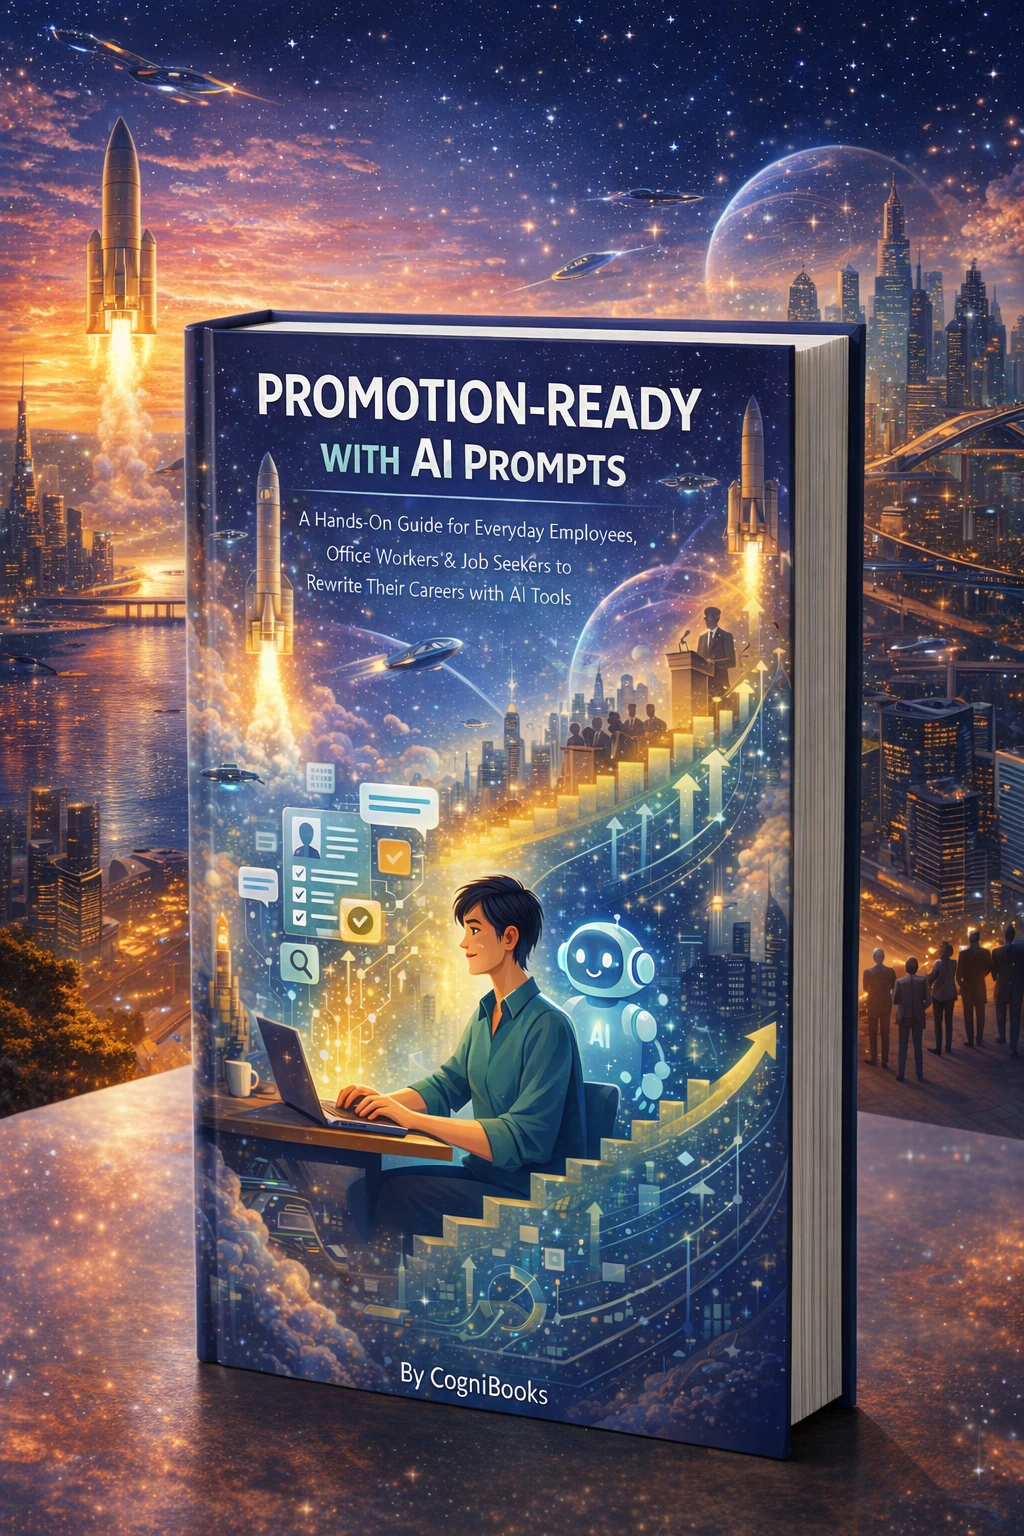 PROMOTION-READY
WITH AI PROMPTS
A Hands-On Guide for Everyday Employees,
Office Workers & Job Seekers to
Rewrite Their Careers with AI Tools
AI
By CogniBooks